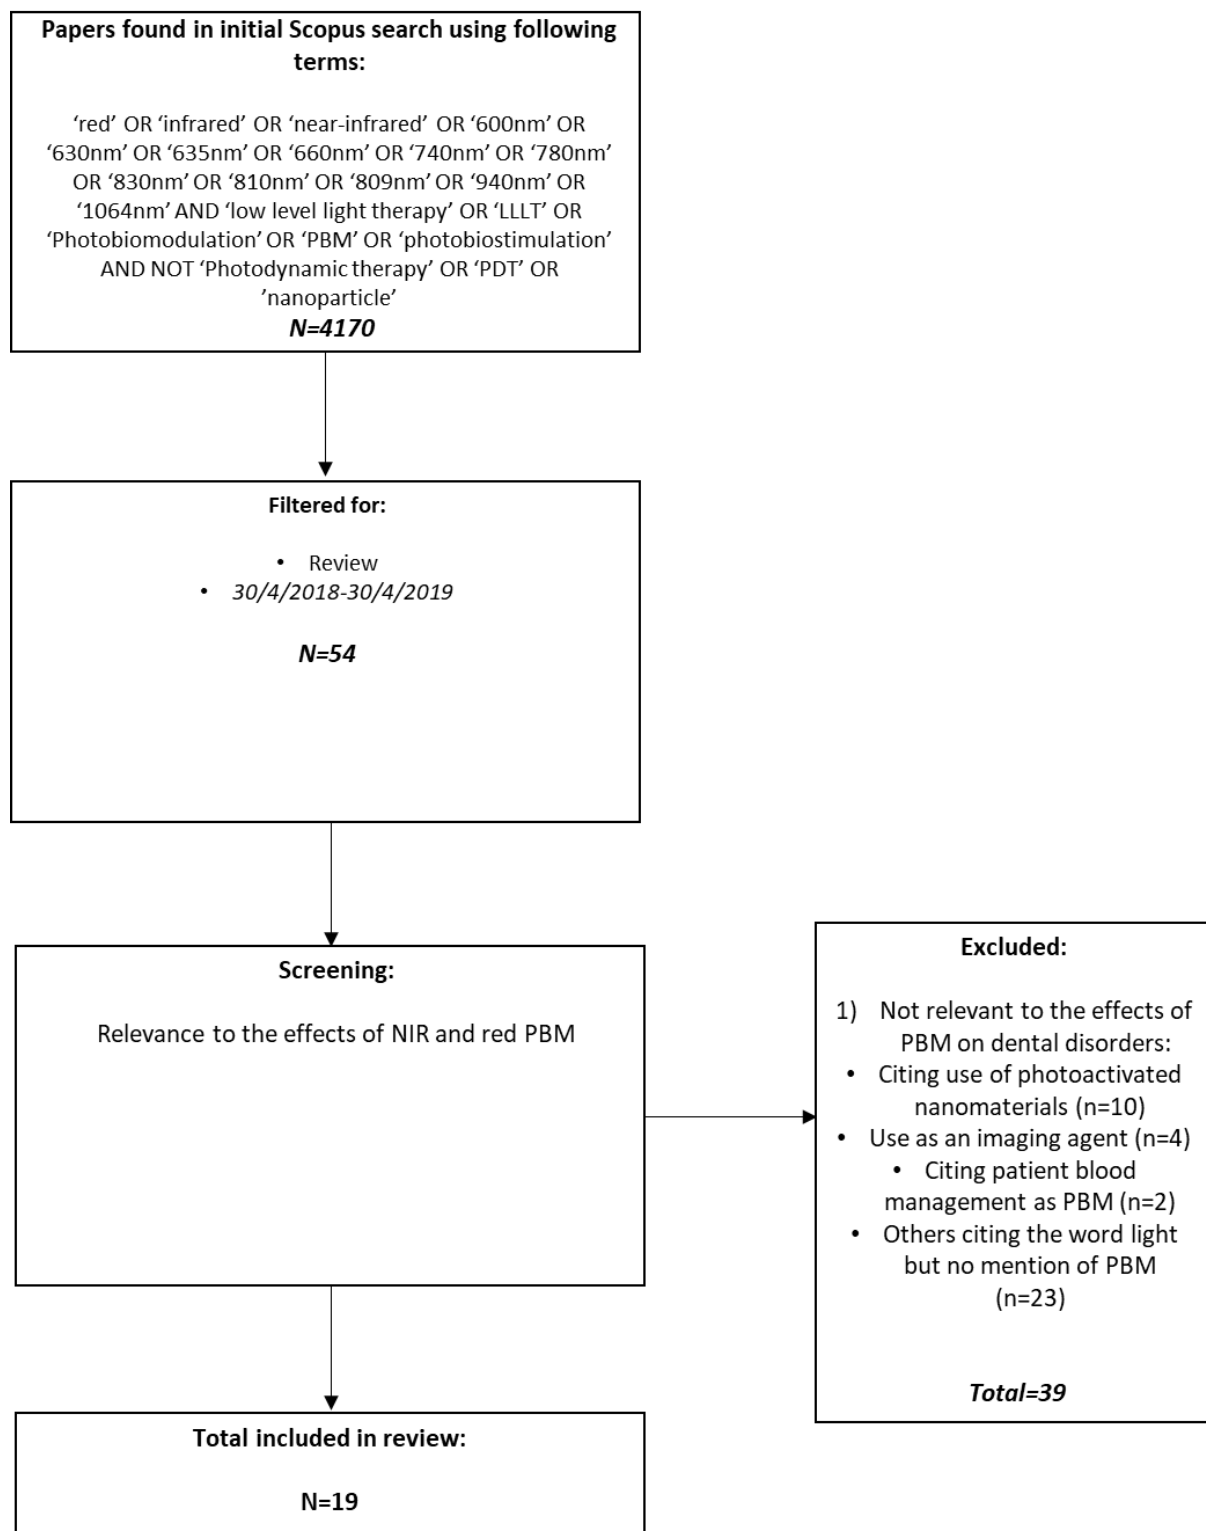 Papers found in initial Scopus search using following
terms:
‘red’ OR ‘infrared’ OR ‘near-infrared’ OR ‘600nm’ OR
‘630nm’ OR ‘635nm’ OR ‘660nm’ OR ‘740nm’ OR ‘780nm’
OR ‘830nm’ OR ‘810nm’ OR ‘809nm’ OR ‘940nm’ OR
‘1064nm’ AND ‘low level light therapy’ OR ‘LLLT’ OR
‘Photobiomodulation’ OR ‘PBM’ OR ‘photobiostimulation’
AND NOT ‘Photodynamic therapy’ OR ‘PDT’ OR
’nanoparticle’
N=4170
Filtered for:
• Review
• 30/4/2018-30/4/2019
N=54
Screening:
Relevance to the effects of NIR and red PBM
Excluded:
1) Not relevant to the effects of
PBM on dental disorders:
• Citing use of photoactivated
nanomaterials (n=10)
• Use as an imaging agent (n=4)
• Citing patient blood
management as PBM (n=2)
• Others citing the word light
but no mention of PBM
(n=23)
Total=39
Total included in review:
N=19